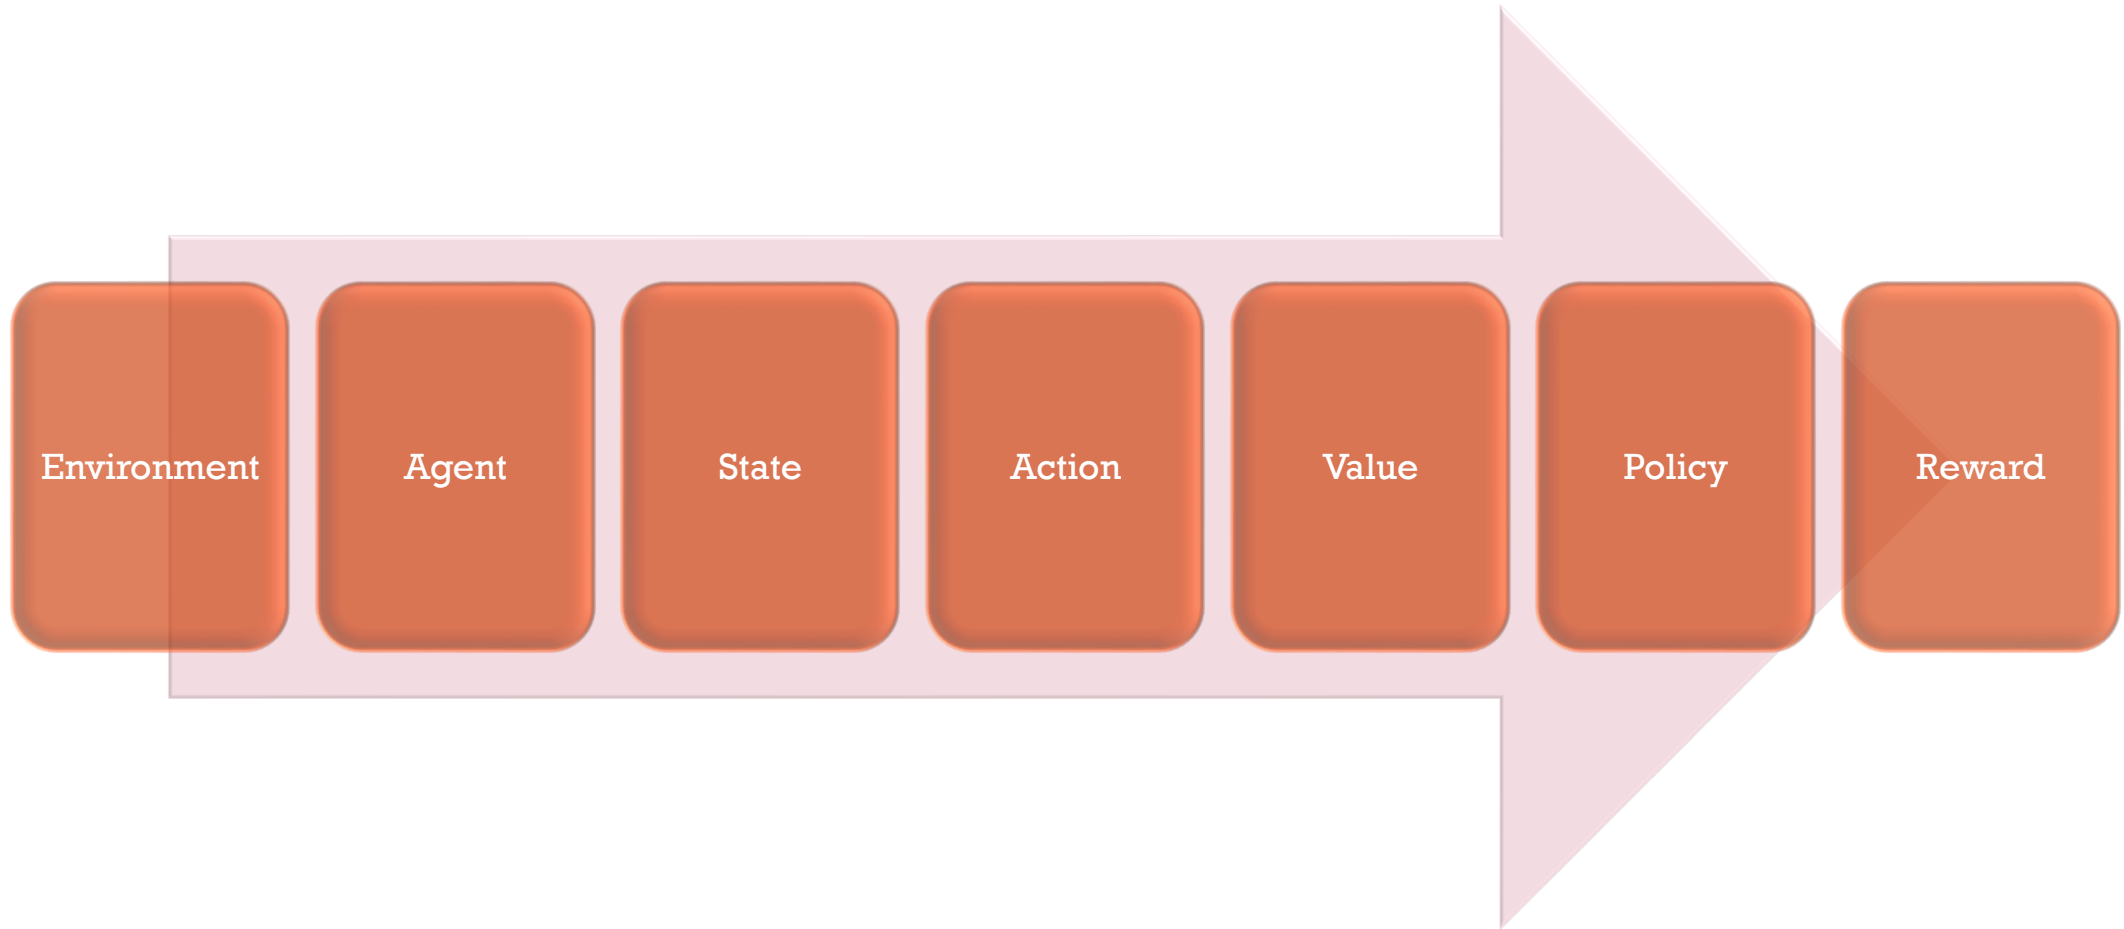 Environment
Agent
State
Action
Value
Policy
Reward